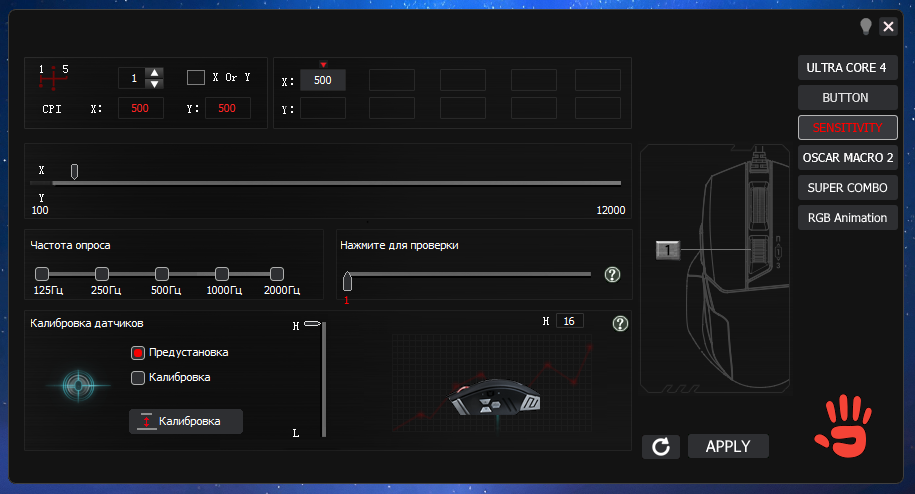 1 5
1
X Or Y
CPI X: 500 Y: 500
X: 500
Y:
X
Y
100 12000
Частота опроса
125Гц 250Гц 500Гц 1000Гц 2000Гц
Нажмите для проверки
?
1
Калибровка датчиков
Предустановка
Калибровка
Калибровка
H
L
H 16
?
1
3
ULTRA CORE 4
BUTTON
SENSITIVITY
OSCAR MACRO 2
SUPER COMBO
RGB Animation
APPLY